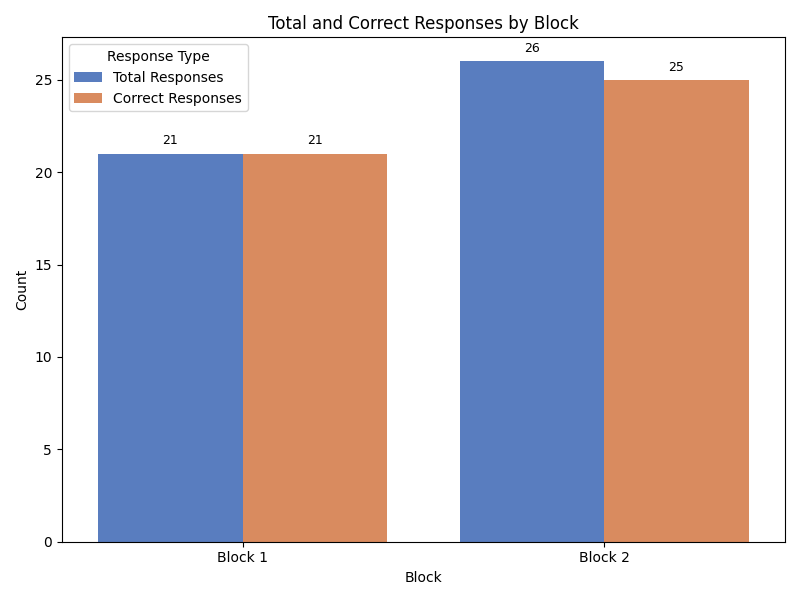 Total and Correct Responses by Block
Response Type
Total Responses
Correct Responses
21
21
26
25
25
20
15
10
5
0
Count
Block 1
Block 2
Block